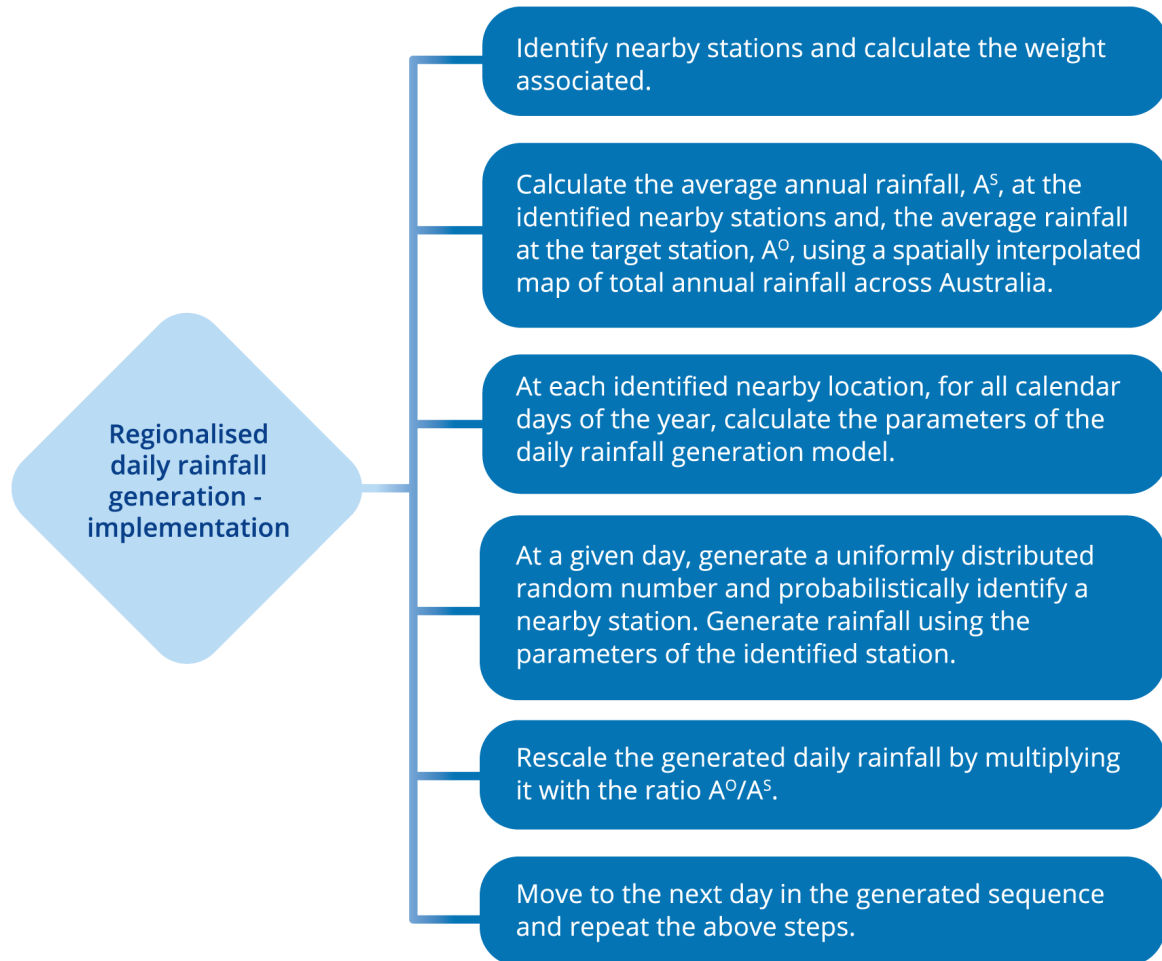 Regionalised
daily rainfall
generation -
implementation
Identify nearby stations and calculate the weight
associated.
Calculate the average annual rainfall, Aˢ, at the
identified nearby stations and, the average rainfall
at the target station, Aᴼ, using a spatially interpolated
map of total annual rainfall across Australia.
At each identified nearby location, for all calendar
days of the year, calculate the parameters of the
daily rainfall generation model.
At a given day, generate a uniformly distributed
random number and probabilistically identify a
nearby station. Generate rainfall using the
parameters of the identified station.
Rescale the generated daily rainfall by multiplying
it with the ratio Aᴼ/Aˢ.
Move to the next day in the generated sequence
and repeat the above steps.